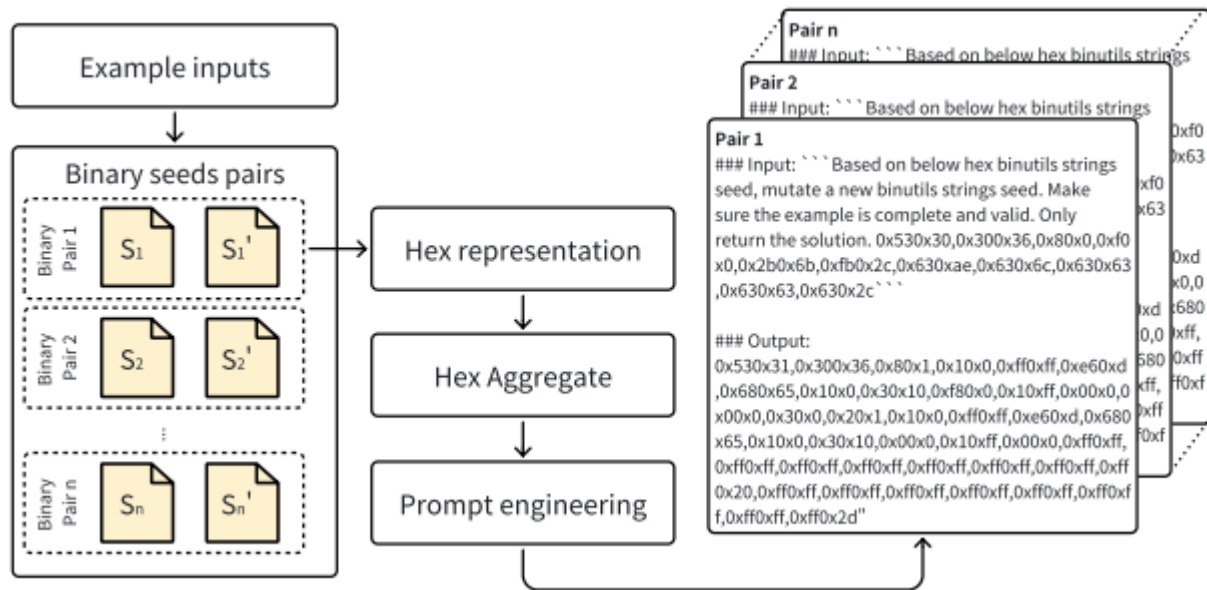 Example inputs
Binary seeds pairs
Binary
Pair 1
S1
S1'
Binary
Pair 2
S2
S2'
...
Binary
Pair n
Sn
Sn'
Hex representation
Hex Aggregate
Prompt engineering
Pair n
### Input: ```Based on below hex binutils strings
Pair 2
### Input: ```Based on below hex binutils strings
Pair 1
### Input: ```Based on below hex binutils strings
seed, mutate a new binutils strings seed. Make
sure the example is complete and valid. Only
return the solution. 0x530x30,0x300x36,0x80x0,0xf0
x0,0x2b0x6b,0xfb0x2c,0x630xae,0x630x6c,0x630x63
,0x630x63,0x630x2c```
### Output:
0x530x31,0x300x36,0x80x1,0x10x0,0xff0xff,0xe60xd
,0x680x65,0x10x0,0x30x10,0xf80x0,0x10xff,0x00x0,0
x00x0,0x30x0,0x20x1,0x10x0,0xff0xff,0xe60xd,0x680
x65,0x10x0,0x30x10,0x00x0,0x10xff,0x00x0,0xff0xff,
0xff0xff,0xff0xff,0xff0xff,0xff0xff,0xff0xff,0xff0xff,0xff
0x20,0xff0xff,0xff0xff,0xff0xff,0xff0xff,0xff0xff,0xff0xf
f,0xff0xff,0xff0x2d"